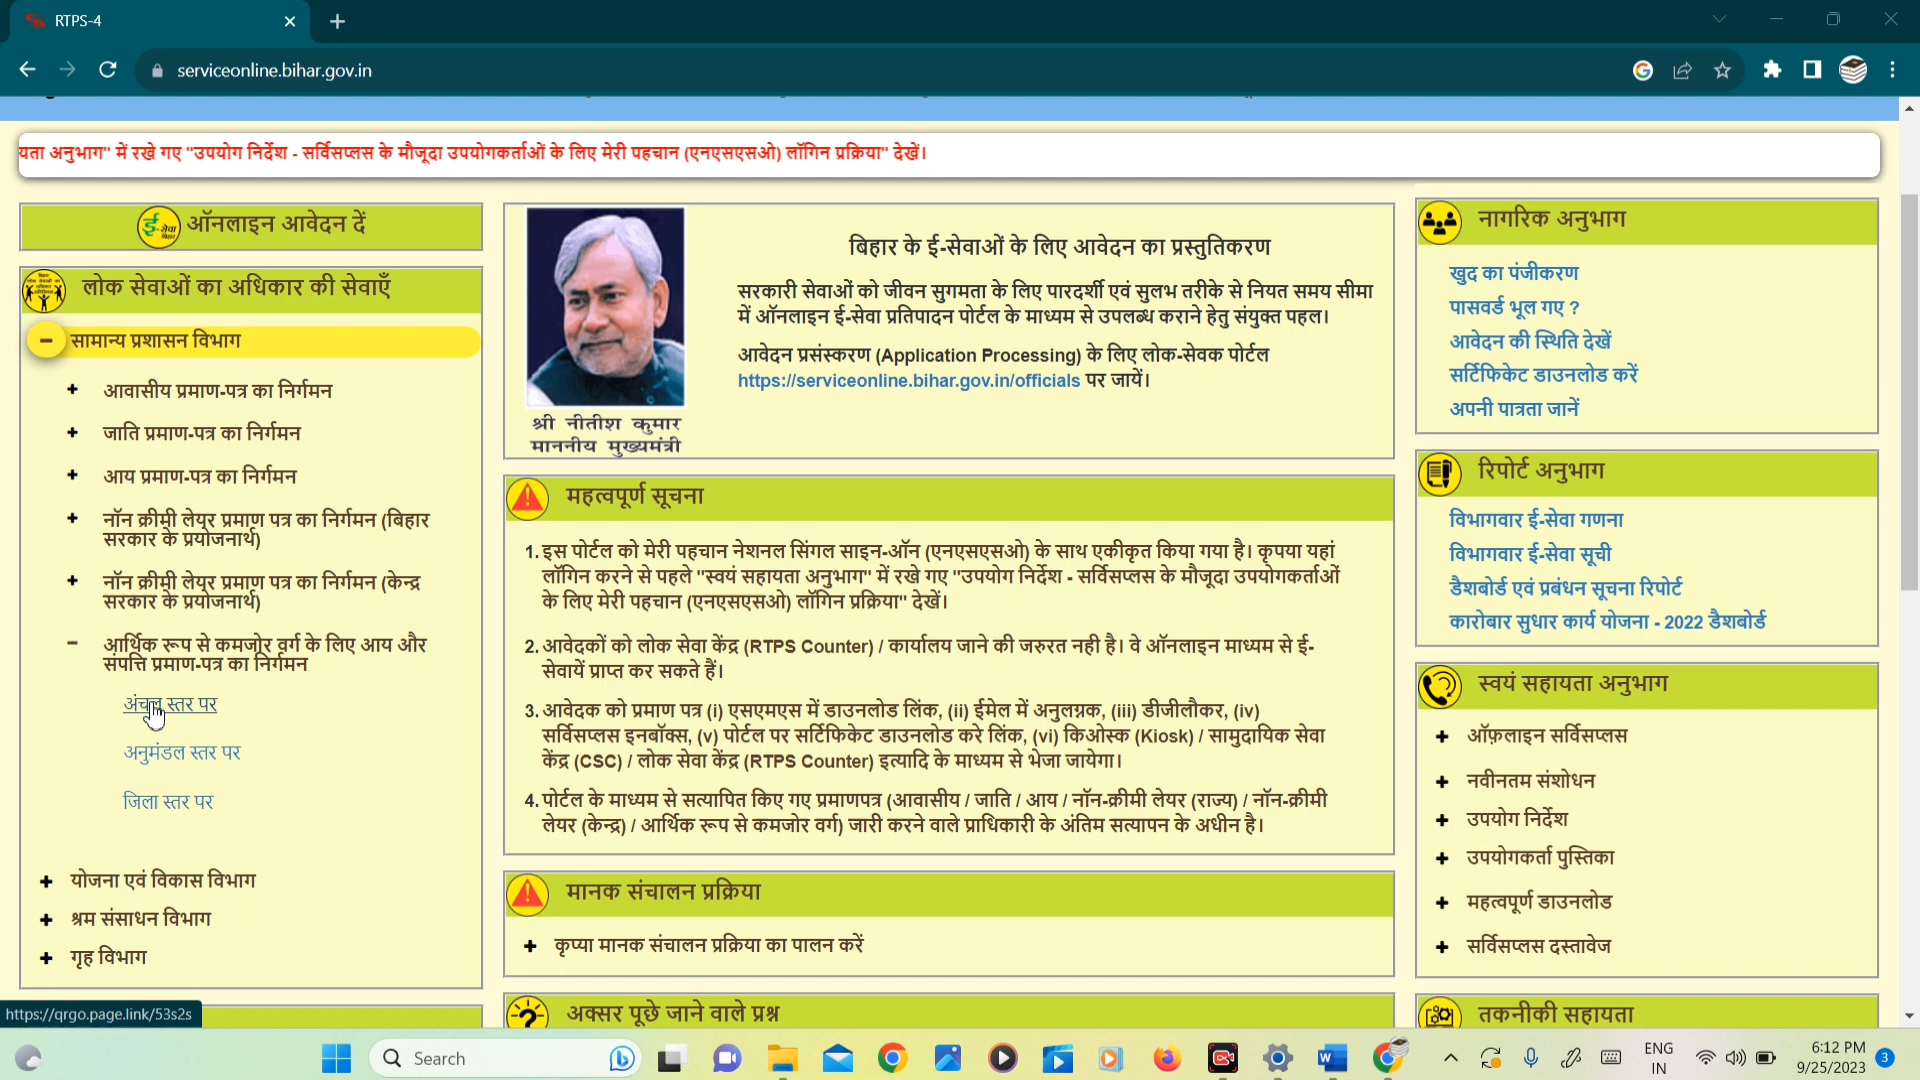 RTPS-4
serviceonline.bihar.gov.in
यता अनुभाग" में रखे गए "उपयोग निर्देश - सर्विसप्लस के मौजूदा उपयोगकर्ताओं के लिए मेरी पहचान (एनएसएसओ) लॉगिन प्रक्रिया" देखें।
ऑनलाइन आवेदन दें
लोक सेवाओं का अधिकार की सेवाएँ
सामान्य प्रशासन विभाग
आवासीय प्रमाण-पत्र का निर्गमन
जाति प्रमाण-पत्र का निर्गमन
आय प्रमाण-पत्र का निर्गमन
नॉन क्रीमी लेयर प्रमाण पत्र का निर्गमन (बिहार
सरकार के प्रयोजनार्थ)
नॉन क्रीमी लेयर प्रमाण पत्र का निर्गमन (केन्द्र
सरकार के प्रयोजनार्थ)
आर्थिक रूप से कमजोर वर्ग के लिए आय और
संपत्ति प्रमाण-पत्र का निर्गमन
अंचल स्तर पर
अनुमंडल स्तर पर
जिला स्तर पर
योजना एवं विकास विभाग
श्रम संसाधन विभाग
गृह विभाग
https://qrgo.page.link/53s2s
श्री नीतीश कुमार
माननीय मुख्यमंत्री
बिहार के ई-सेवाओं के लिए आवेदन का प्रस्तुतिकरण
सरकारी सेवाओं को जीवन सुगमता के लिए पारदर्शी एवं सुलभ तरीके से नियत समय सीमा
में ऑनलाइन ई-सेवा प्रतिपादन पोर्टल के माध्यम से उपलब्ध कराने हेतु संयुक्त पहल।
आवेदन प्रसंस्करण (Application Processing) के लिए लोक-सेवक पोर्टल
https://serviceonline.bihar.gov.in/officials पर जायें।
महत्वपूर्ण सूचना
1. इस पोर्टल को मेरी पहचान नेशनल सिंगल साइन-ऑन (एनएसएसओ) के साथ एकीकृत किया गया है। कृपया यहां
लॉगिन करने से पहले "स्वयं सहायता अनुभाग" में रखे गए "उपयोग निर्देश - सर्विसप्लस के मौजूदा उपयोगकर्ताओं
के लिए मेरी पहचान (एनएसएसओ) लॉगिन प्रक्रिया" देखें।
2. आवेदकों को लोक सेवा केंद्र (RTPS Counter) / कार्यालय जाने की जरुरत नही है। वे ऑनलाइन माध्यम से ई-
सेवायें प्राप्त कर सकते हैं।
3. आवेदक को प्रमाण पत्र (i) एसएमएस में डाउनलोड लिंक, (ii) ईमेल में अनुलग्नक, (iii) डीजीलौकर, (iv)
सर्विसप्लस इनबॉक्स, (v) पोर्टल पर सर्टिफिकेट डाउनलोड करे लिंक, (vi) किओस्क (Kiosk) / सामुदायिक सेवा
केंद्र (CSC) / लोक सेवा केंद्र (RTPS Counter) इत्यादि के माध्यम से भेजा जायेगा।
4. पोर्टल के माध्यम से सत्यापित किए गए प्रमाणपत्र (आवासीय / जाति / आय / नॉन-क्रीमी लेयर (राज्य) / नॉन-क्रीमी
लेयर (केन्द्र) / आर्थिक रूप से कमजोर वर्ग) जारी करने वाले प्राधिकारी के अंतिम सत्यापन के अधीन है।
मानक संचालन प्रक्रिया
कृप्या मानक संचालन प्रक्रिया का पालन करें
अक्सर पूछे जाने वाले प्रश्न
नागरिक अनुभाग
खुद का पंजीकरण
पासवर्ड भूल गए ?
आवेदन की स्थिति देखें
सर्टिफिकेट डाउनलोड करें
अपनी पात्रता जानें
रिपोर्ट अनुभाग
विभागवार ई-सेवा गणना
विभागवार ई-सेवा सूची
डैशबोर्ड एवं प्रबंधन सूचना रिपोर्ट
कारोबार सुधार कार्य योजना - 2022 डैशबोर्ड
स्वयं सहायता अनुभाग
ऑफ़लाइन सर्विसप्लस
नवीनतम संशोधन
उपयोग निर्देश
उपयोगकर्ता पुस्तिका
महत्वपूर्ण डाउनलोड
सर्विसप्लस दस्तावेज
तकनीकी सहायता
Search
ENG
IN
6:12 PM
9/25/2023
3